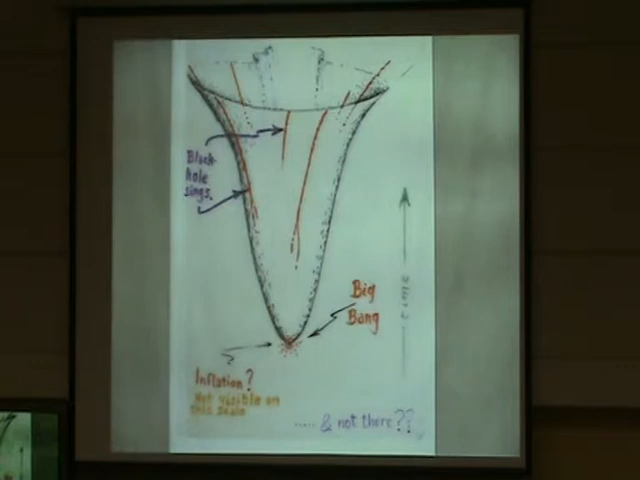 Black-
hole
sings.
Big
Bang
Inflation?
Not visible on
this scale
..... & not there??